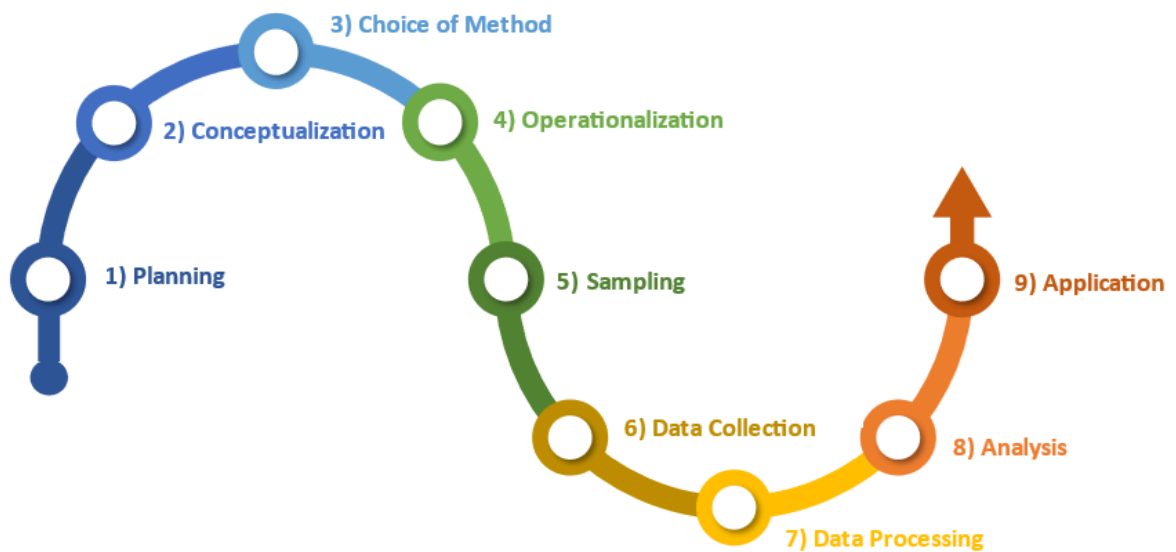 1) Planning
2) Conceptualization
3) Choice of Method
4) Operationalization
5) Sampling
6) Data Collection
7) Data Processing
8) Analysis
9) Application